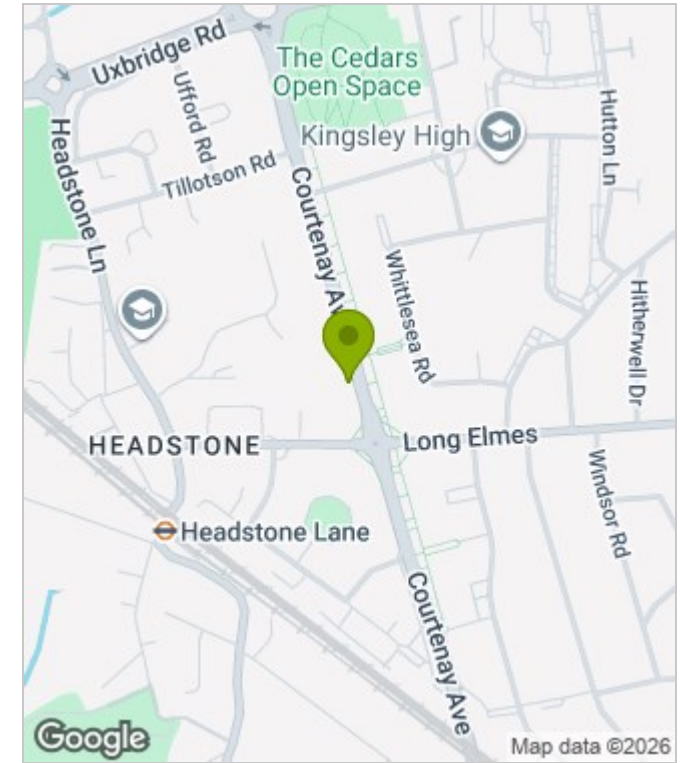 Uxbridge Rd
The Cedars
Open Space
Ufford Rd
Kingsley High
Hutton Ln
Headstone Ln
Tillotson Rd
Courtenay Av
Whittlesea Rd
Hitherwell Dr
HEADSTONE
Long Elmes
Windsor Rd
Headstone Lane
Courtenay Ave
Google
Map data ©2026